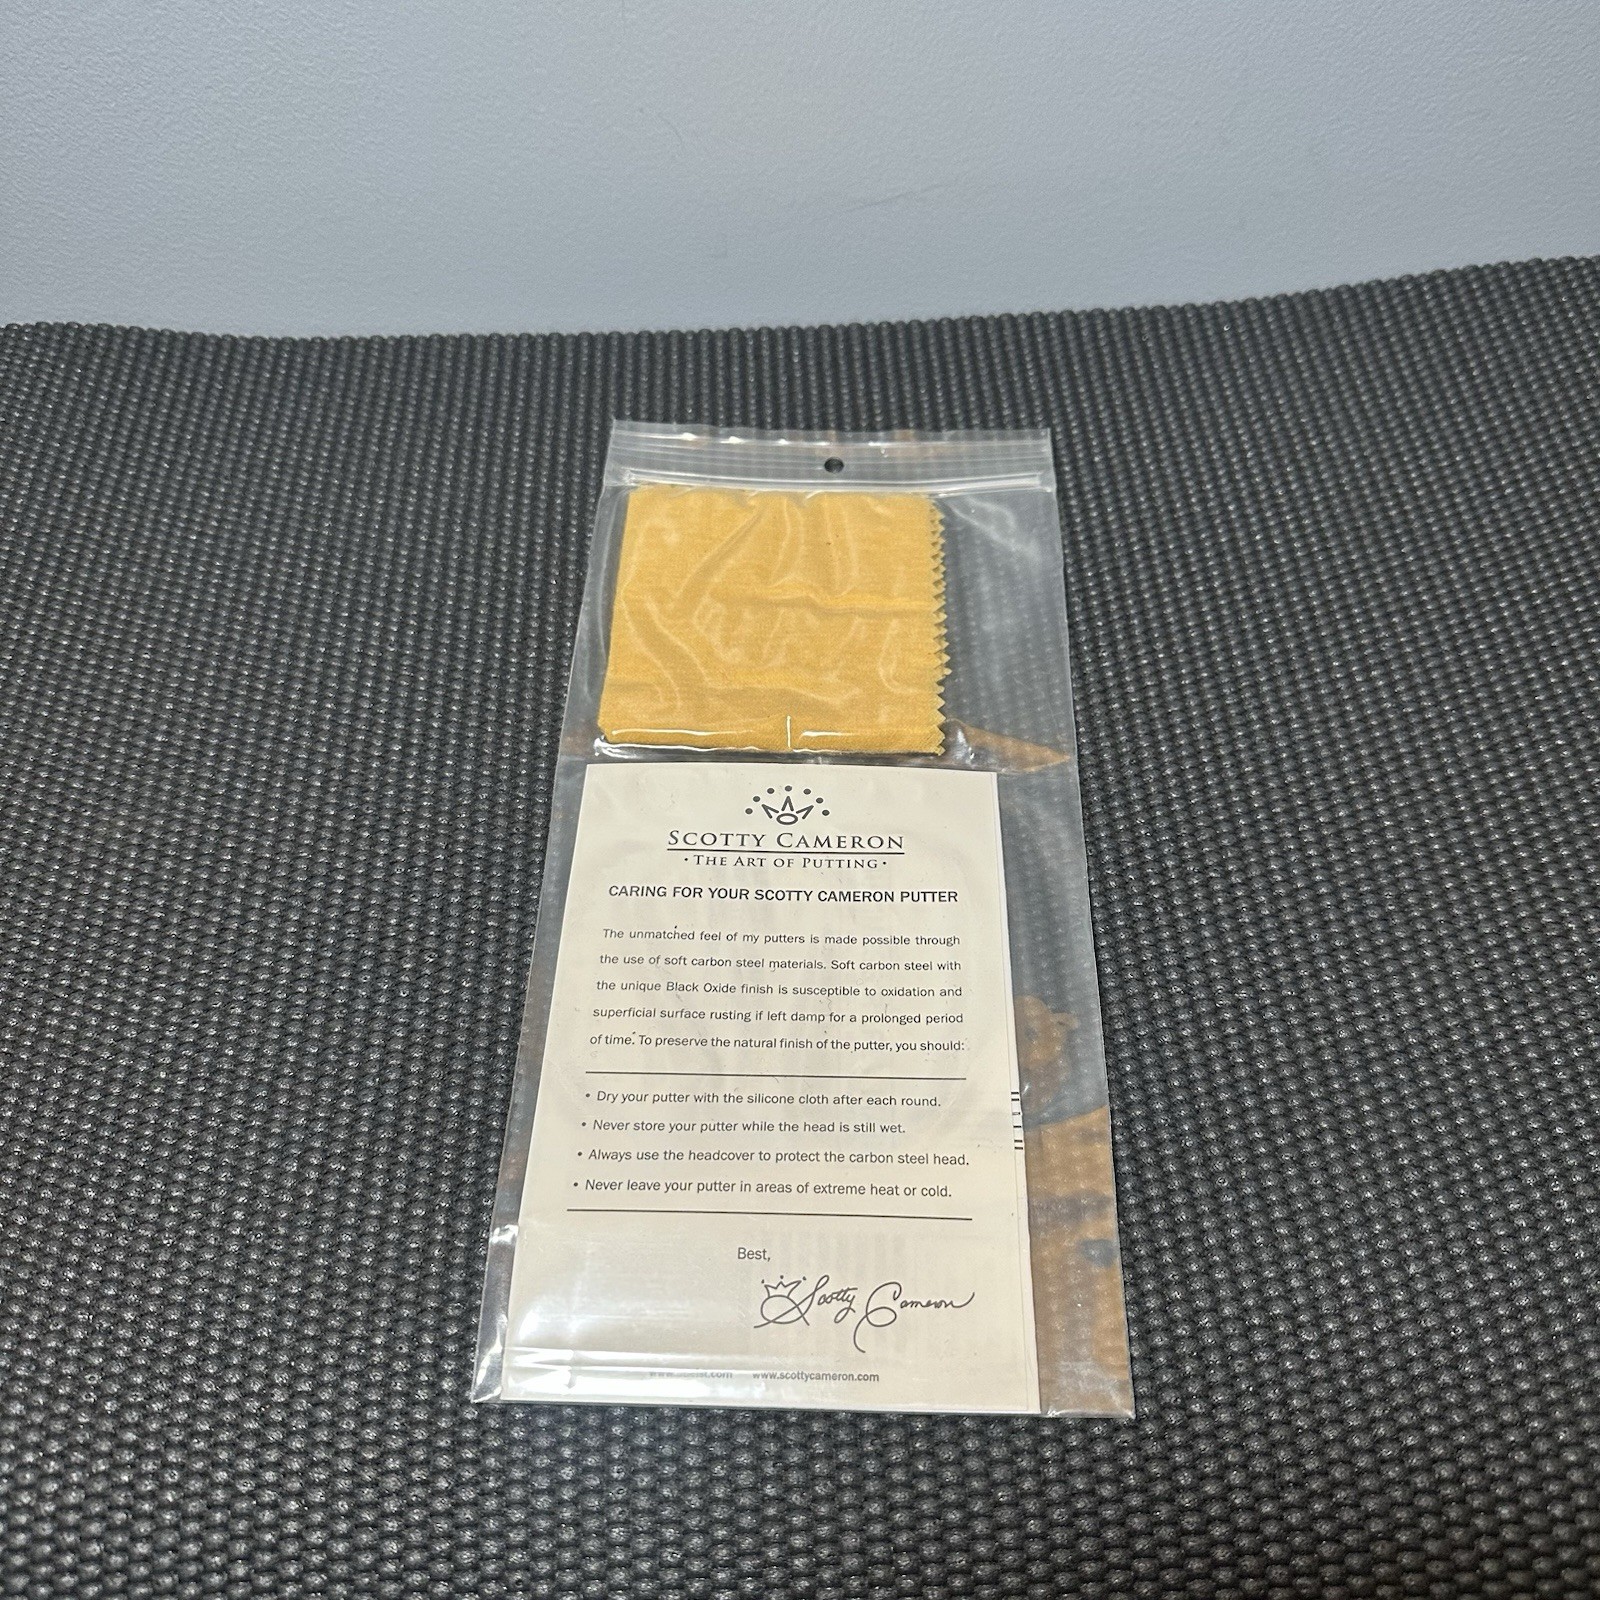 SCOTTY CAMERON
• THE ART OF PUTTING •
CARING FOR YOUR SCOTTY CAMERON PUTTER
The unmatched feel of my putters is made possible through
the use of soft carbon steel materials. Soft carbon steel with
the unique Black Oxide finish is susceptible to oxidation and
superficial surface rusting if left damp for a prolonged period
of time. To preserve the natural finish of the putter, you should:
• Dry your putter with the silicone cloth after each round.
• Never store your putter while the head is still wet.
• Always use the headcover to protect the carbon steel head.
• Never leave your putter in areas of extreme heat or cold.
Best,
Scotty Cameron
www.scottycameron.com